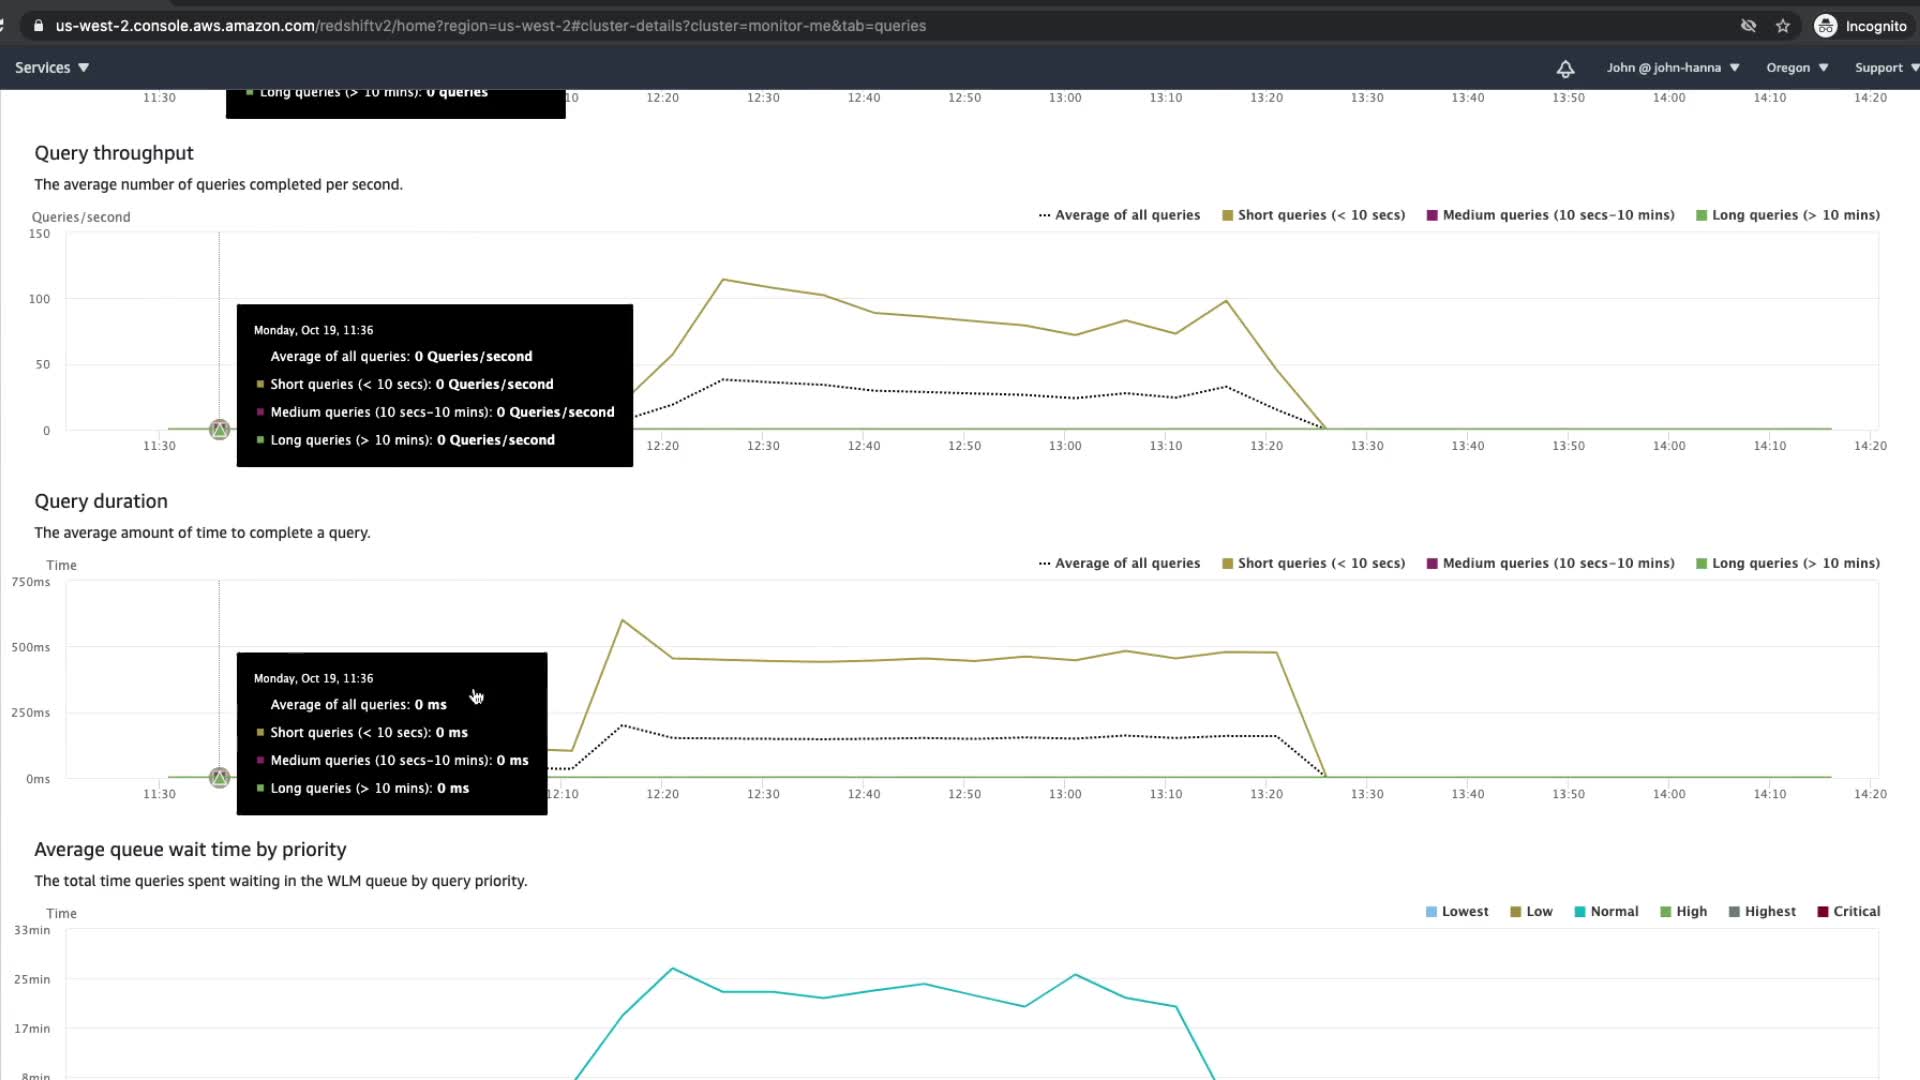 us-west-2.console.aws.amazon.com/redshiftv2/home?region=us-west-2#cluster-details?cluster=monitor-me&tab=queries
Incognito
Services
John @ john-hanna
Oregon
Support
Long queries (> 10 mins): 0 queries
11:30 10 12:20 12:30 12:40 12:50 13:00 13:10 13:20 13:30 13:40 13:50 14:00 14:10 14:20
Query throughput
The average number of queries completed per second.
Queries/second
Average of all queries Short queries (< 10 secs) Medium queries (10 secs-10 mins) Long queries (> 10 mins)
150
100
50
0
Monday, Oct 19, 11:36
Average of all queries: 0 Queries/second
Short queries (< 10 secs): 0 Queries/second
Medium queries (10 secs-10 mins): 0 Queries/second
Long queries (> 10 mins): 0 Queries/second
11:30 12:20 12:30 12:40 12:50 13:00 13:10 13:20 13:30 13:40 13:50 14:00 14:10 14:20
Query duration
The average amount of time to complete a query.
Time
Average of all queries Short queries (< 10 secs) Medium queries (10 secs-10 mins) Long queries (> 10 mins)
750ms
500ms
250ms
0ms
Monday, Oct 19, 11:36
Average of all queries: 0 ms
Short queries (< 10 secs): 0 ms
Medium queries (10 secs-10 mins): 0 ms
Long queries (> 10 mins): 0 ms
11:30 12:10 12:20 12:30 12:40 12:50 13:00 13:10 13:20 13:30 13:40 13:50 14:00 14:10 14:20
Average queue wait time by priority
The total time queries spent waiting in the WLM queue by query priority.
Time
Lowest Low Normal High Highest Critical
33min
25min
17min
8min